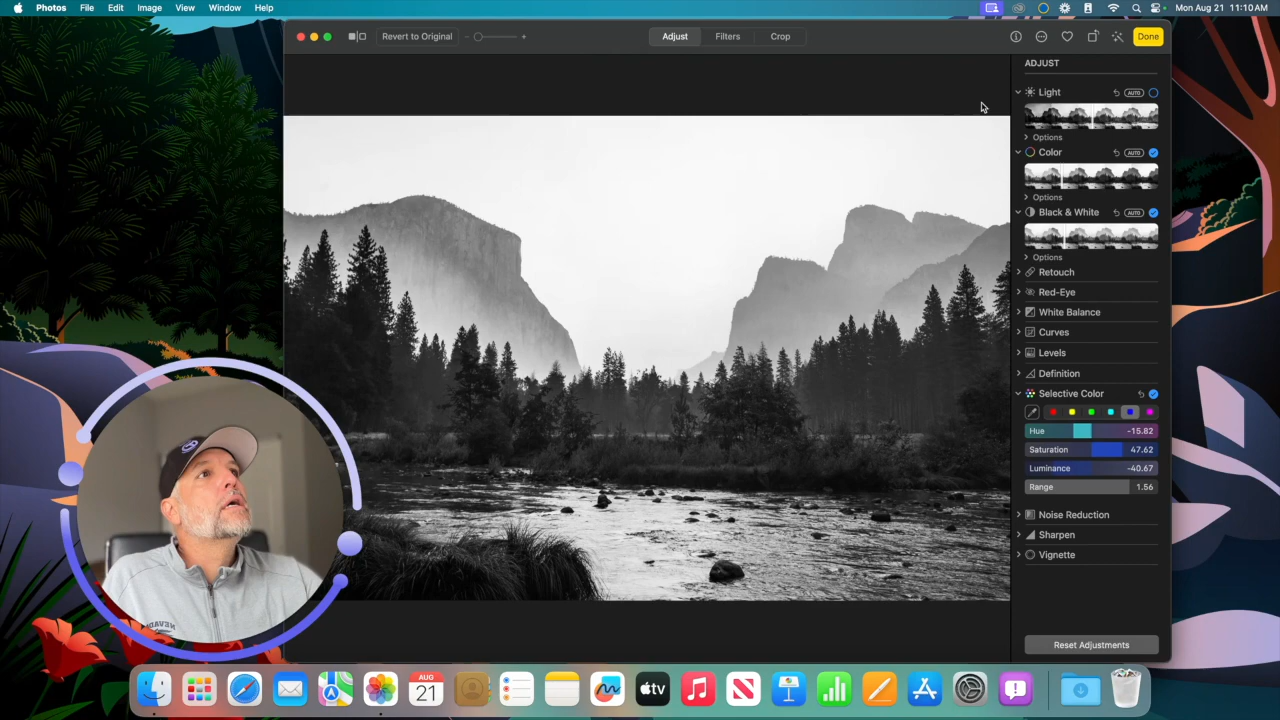 Photos File Edit Image View Window Help Mon Aug 21 11:10 AM
Revert to Original - + Adjust Filters Crop Done
ADJUST
Light AUTO
Options
Color AUTO
Options
Black & White AUTO
Options
Retouch
Red-Eye
White Balance
Curves
Levels
Definition
Selective Color
Hue -15.82
Saturation 47.62
Luminance -40.67
Range 1.56
Noise Reduction
Sharpen
Vignette
Reset Adjustments
AUG
21
tv